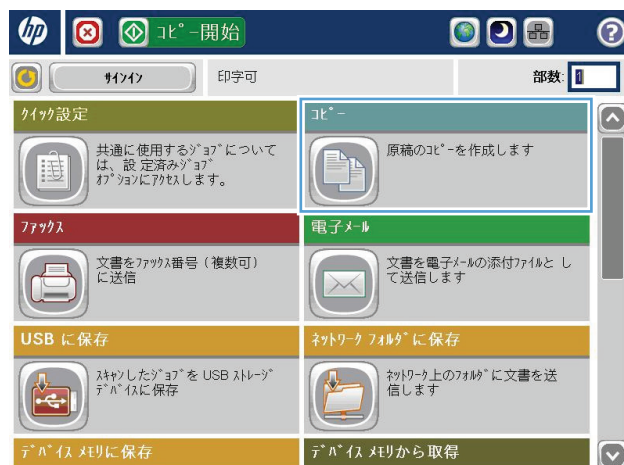 hp
ｺﾋﾟｰ開始
?
ｻｲﾝｲﾝ
印字可
部数: 1
ｸｲｯｸ設定
共通に使用するｼﾞｮﾌﾞについて
は、設 定済みｼﾞｮﾌﾞ
ｵﾌﾟｼｮﾝにｱｸｾｽしま
す。
ｺﾋﾟｰ
原稿のｺﾋﾟｰを作成します
ﾌｧｯｸｽ
文書をﾌｧｯｸｽ番号（複数可）
に送信
電子ﾒｰﾙ
文書を電子ﾒｰﾙの添付ﾌｧｲﾙと し
て送信しま
す
USB に保存
ｽｷｬﾝしたｼﾞｮﾌﾞを USB ｽﾄﾚｰｼﾞ
ﾃﾞﾊﾞｲｽに保存
ﾈｯﾄﾜｰｸ ﾌｫﾙﾀﾞに保存
ﾈｯﾄﾜｰｸ上のﾌｫﾙﾀﾞに文書を送
信します
ﾃﾞﾊﾞｲｽ ﾒﾓﾘに保存
ﾃﾞﾊﾞｲｽ ﾒﾓﾘから取得